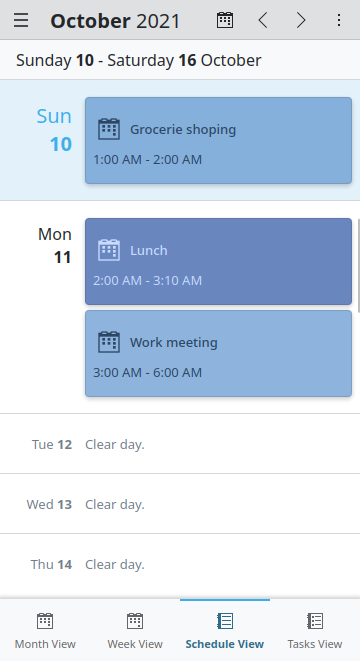 October 2021
Sunday 10 - Saturday 16 October
Sun
10
Grocerie shoping
1:00 AM - 2:00 AM
Mon
11
Lunch
2:00 AM - 3:10 AM
Work meeting
3:00 AM - 6:00 AM
Tue 12 Clear day.
Wed 13 Clear day.
Thu 14 Clear day.
Month View Week View Schedule View Tasks View